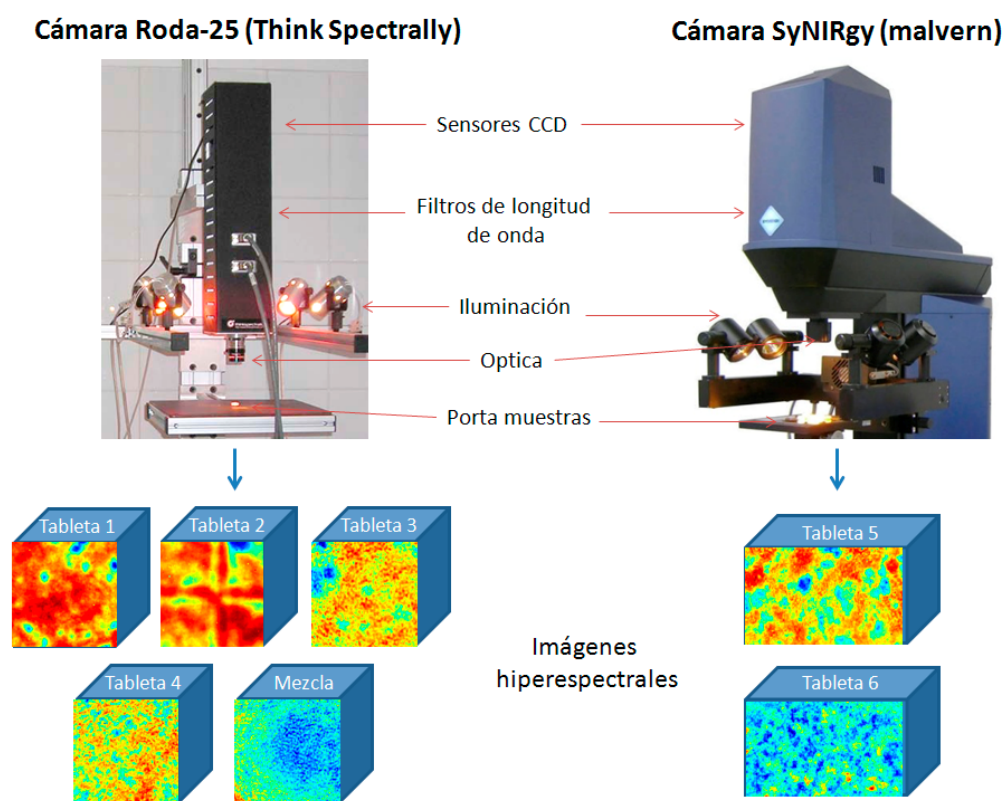 Cámara Roda-25 (Think Spectrally)
Cámara SyNIRgy (malvern)
Sensores CCD
Filtros de longitud
de onda
Iluminación
Optica
Porta muestras
Tableta 1
Tableta 2
Tableta 3
Tableta 4
Mezcla
Imágenes
hiperespectrales
Tableta 5
Tableta 6